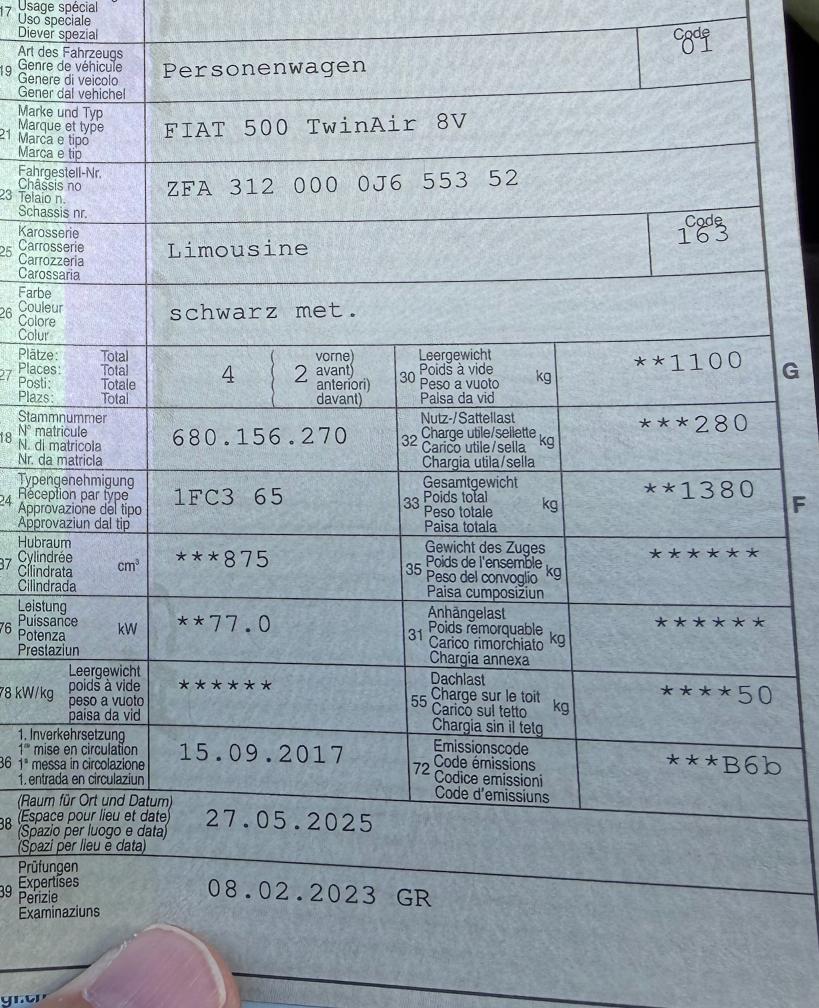 17 Usage spécial
Uso speciale
Diever spezial
19 Art des Fahrzeugs
Genre de véhicule
Genere di veicolo
Gener dal vehichel
Personenwagen
Code
01
21 Marke und Typ
Marque et type
Marca e tipo
Marca e tip
FIAT 500 TwinAir 8V
23 Fahrgestell-Nr.
Châssis no
Telaio n.
Schassis nr.
ZFA 312 000 0J6 553 52
25 Karosserie
Carrosserie
Carrozzeria
Carossaria
Limousine
Code
163
26 Farbe
Couleur
Colore
Colur
schwarz met.
27 Plätze: Total
Places: Total
Posti: Totale
Plazs: Total
4 { 2 vorne)
avant)
anteriori)
davant)
30 Leergewicht
Poids à vide
Peso a vuoto
Paisa da vid
kg
**1100
G
18 Stammnummer
N° matricule
N. di matricola
Nr. da matricla
680.156.270
32 Nutz-/Sattellast
Charge utile/sellette
Carico utile/sella
Chargia utila/sella
kg
***280
24 Typengenehmigung
Réception par type
Approvazione del tipo
Approvaziun dal tip
1FC3 65
33 Gesamtgewicht
Poids total
Peso totale
Paisa totala
kg
**1380
F
37 Hubraum
Cylindrée
Cilindrata
Cilindrada
cm³
***875
35 Gewicht des Zuges
Poids de l'ensemble
Peso del convoglio
Paisa cumposiziun
kg
******
76 Leistung
Puissance
Potenza
Prestaziun
kW
**77.0
31 Anhängelast
Poids remorquable
Carico rimorchiato
Chargia annexa
kg
******
78 kW/kg Leergewicht
poids à vide
peso a vuoto
paisa da vid
******
55 Dachlast
Charge sur le toit
Carico sul tetto
Chargia sin il tetg
kg
****50
36 1. Inverkehrsetzung
1re mise en circulation
1a messa in circolazione
1. entrada en circulaziun
15.09.2017
72 Emissionscode
Code émissions
Codice emissioni
Code d'emissiuns
***B6b
38 (Raum für Ort und Datum)
(Espace pour lieu et date)
(Spazio per luogo e data)
(Spazi per lieu e data)
27.05.2025
39 Prüfungen
Expertises
Perizie
Examinaziuns
08.02.2023 GR